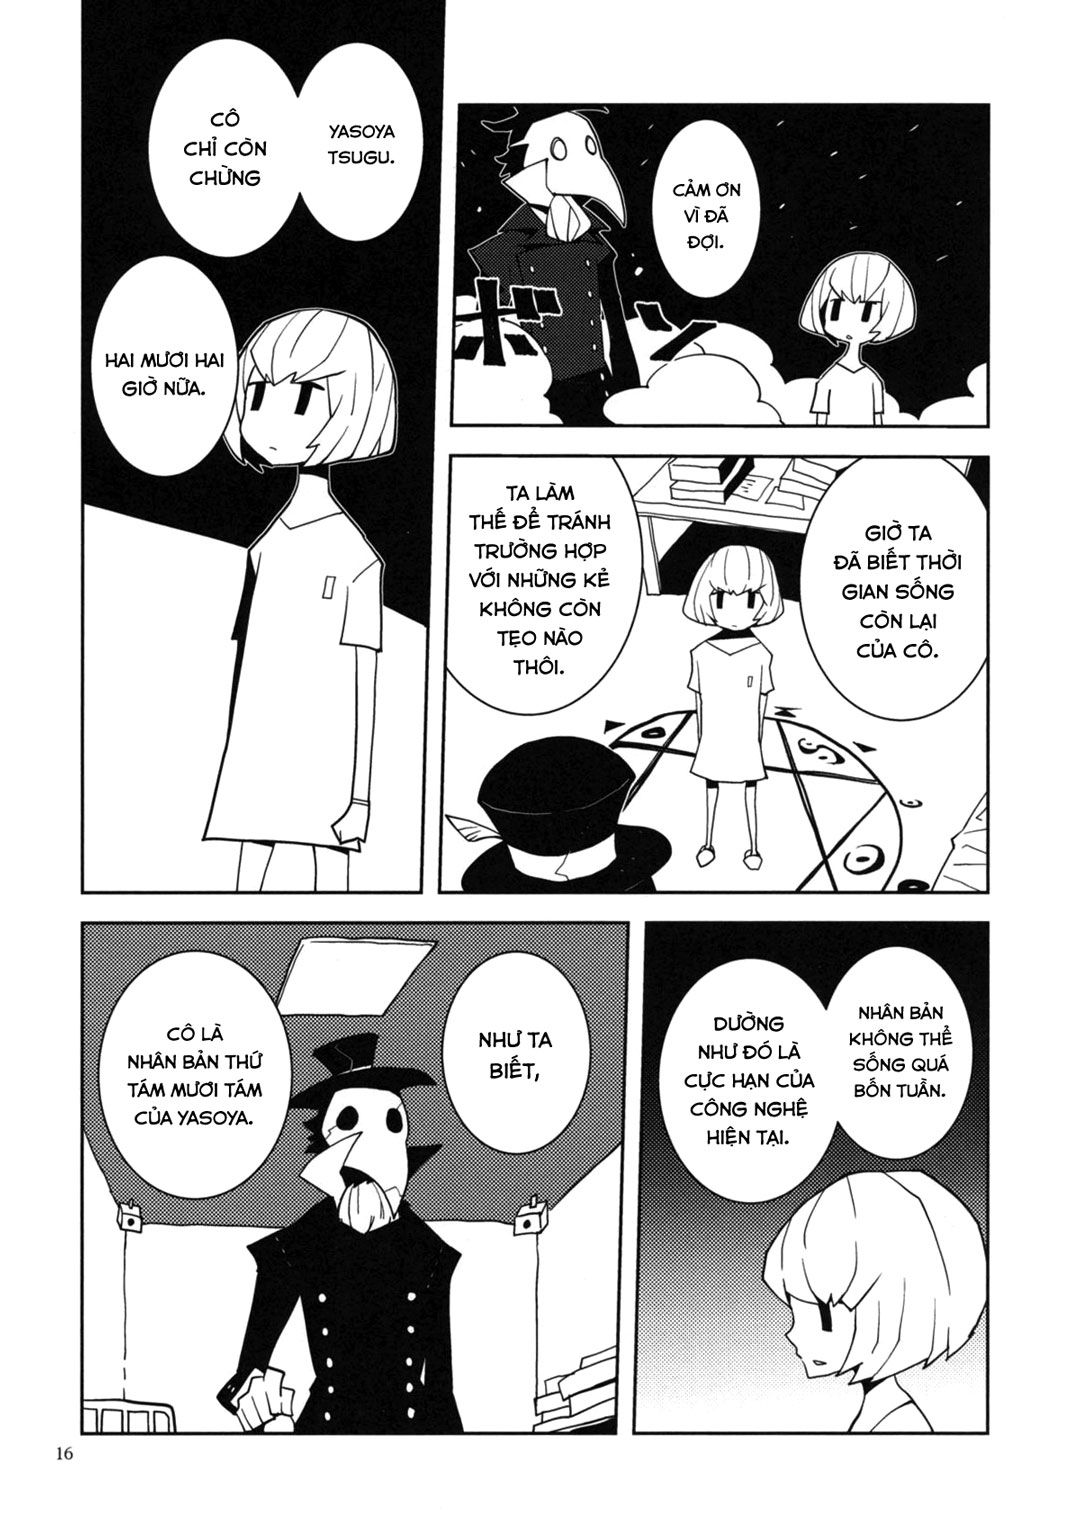 CẢM ƠN
VÌ ĐÃ
ĐỢI.
ボボン
GIỜ TA
ĐÃ BIẾT THỜI
GIAN SỐNG
CÒN LẠI
CỦA CÔ.
TA LÀM
THẾ ĐỂ TRÁNH
TRƯỜNG HỢP
VỚI NHỮNG KẺ
KHÔNG CÒN
TẸO NÀO
THÔI.
YASOYA
TSUGU.
CÔ
CHỈ CÒN
CHỪNG
HAI MƯƠI HAI
GIỜ NỮA.
NHÂN BẢN
KHÔNG THỂ
SỐNG QUÁ
BỐN TUẦN.
DƯỜNG
NHƯ ĐÓ LÀ
CỰC HẠN CỦA
CÔNG NGHỆ
HIỆN TẠI.
NHƯ TA
BIẾT,
CÔ LÀ
NHÂN BẢN THỨ
TÁM MƯƠI TÁM
CỦA YASOYA.
16